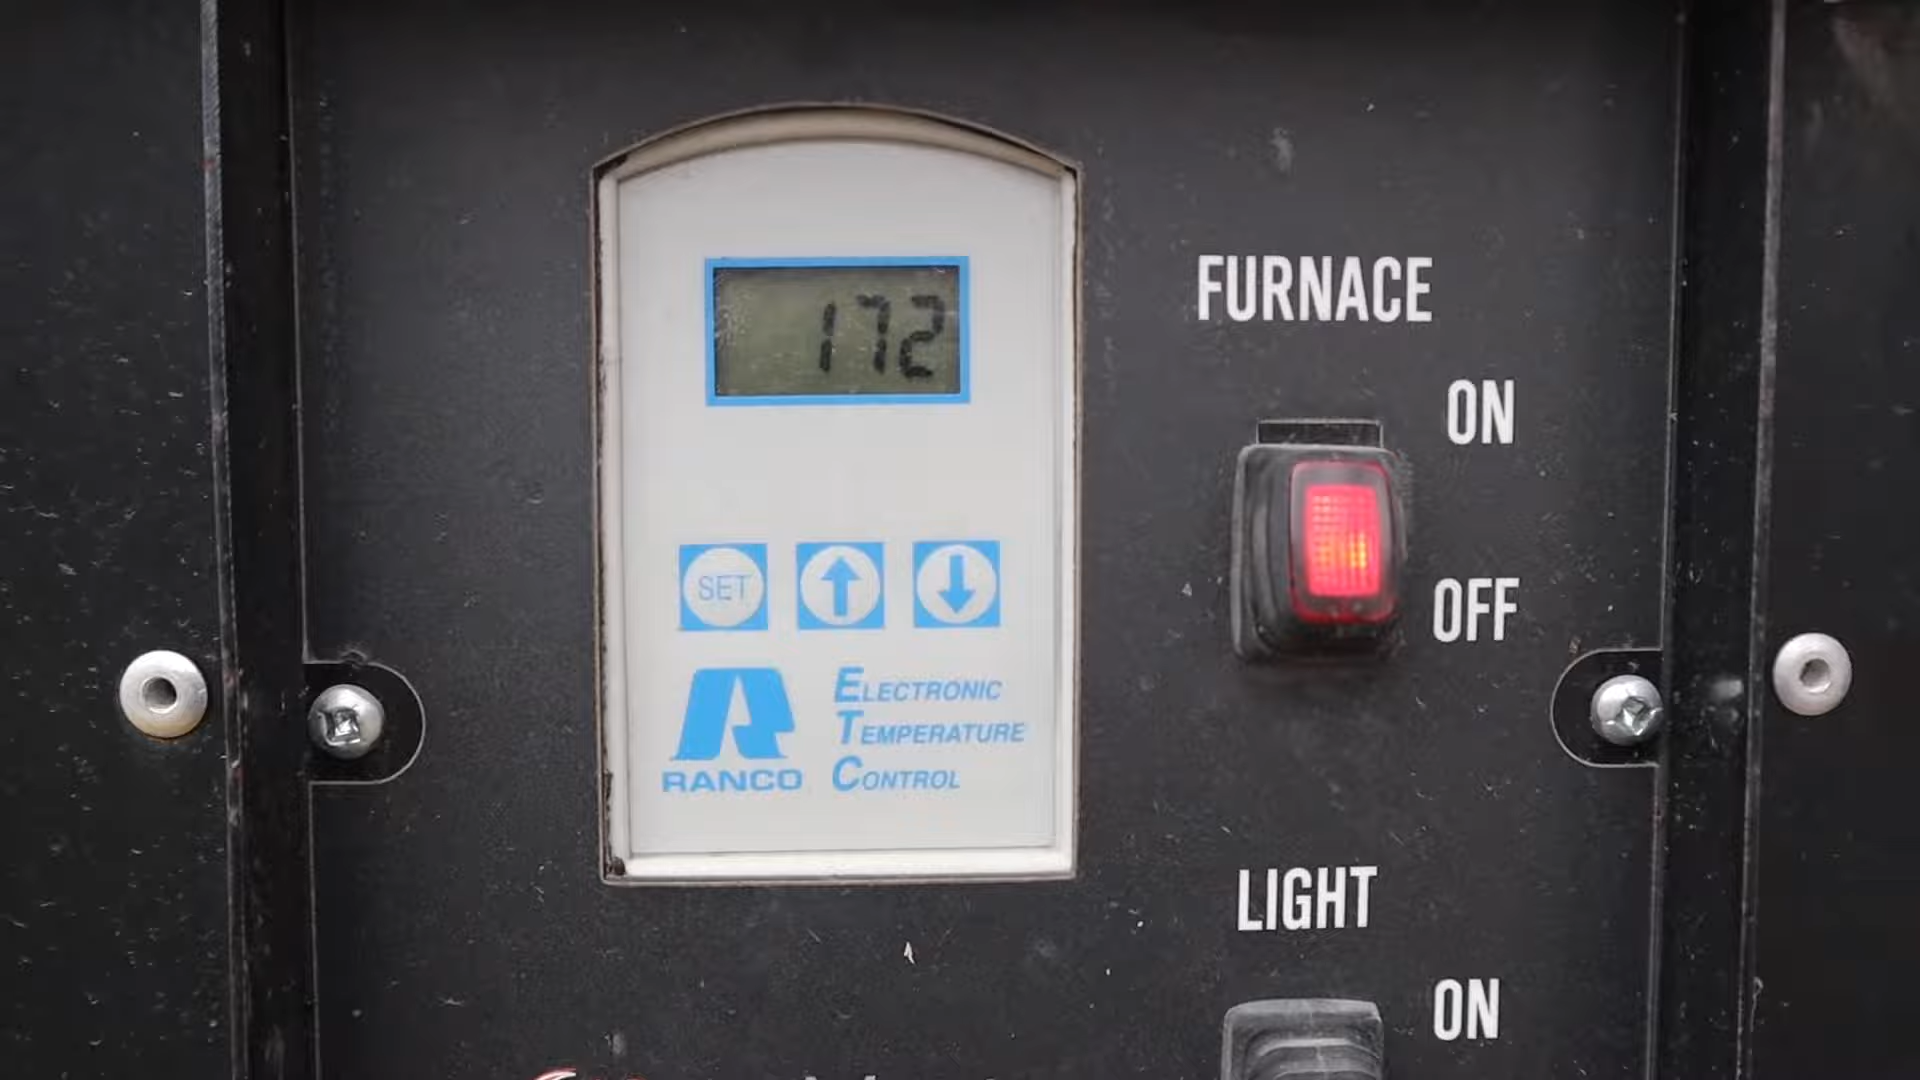 172
FURNACE
ON
SET
OFF
RANCO
ELECTRONIC
TEMPERATURE
CONTROL
LIGHT
ON